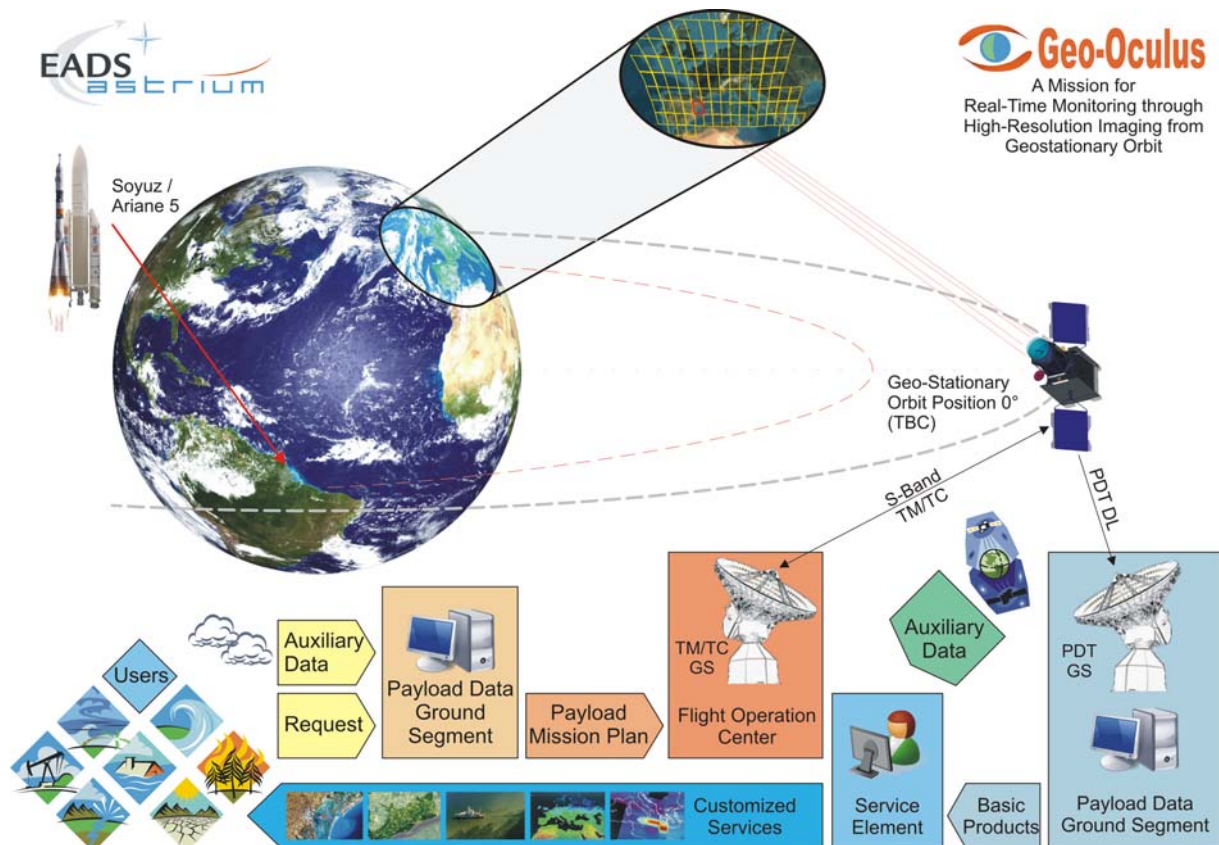 EADS
astrium
Geo-Oculus
A Mission for
Real-Time Monitoring through
High-Resolution Imaging from
Geostationary Orbit
Soyuz /
Ariane 5
Geo-Stationary
Orbit Position 0°
(TBC)
S-Band
TM/TC
PDT DL
Users
Auxiliary
Data
Request
Payload Data
Ground
Segment
Payload
Mission Plan
TM/TC
GS
Flight Operation
Center
Auxiliary
Data
PDT
GS
Payload Data
Ground Segment
Basic
Products
Service
Element
Customized
Services